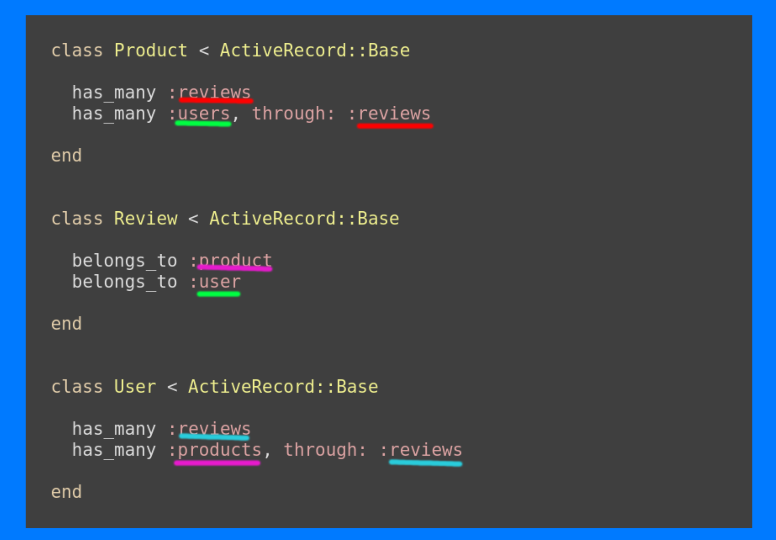 class Product < ActiveRecord::Base
has_many :reviews
has_many :users, through: :reviews
end
class Review < ActiveRecord::Base
belongs_to :product
belongs_to :user
end
class User < ActiveRecord::Base
has_many :reviews
has_many :products, through: :reviews
end